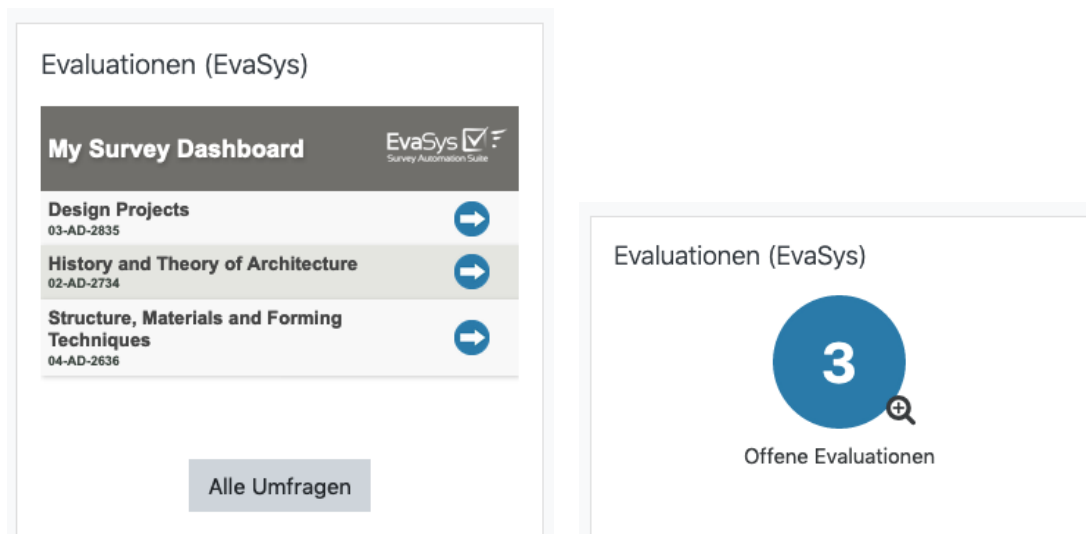 Evaluationen (EvaSys)
My Survey Dashboard
EvaSys
Survey Automation Suite
Design Projects
03-AD-2835
History and Theory of Architecture
02-AD-2734
Structure, Materials and Forming
Techniques
04-AD-2636
Alle Umfragen
Evaluationen (EvaSys)
3
Offene Evaluationen